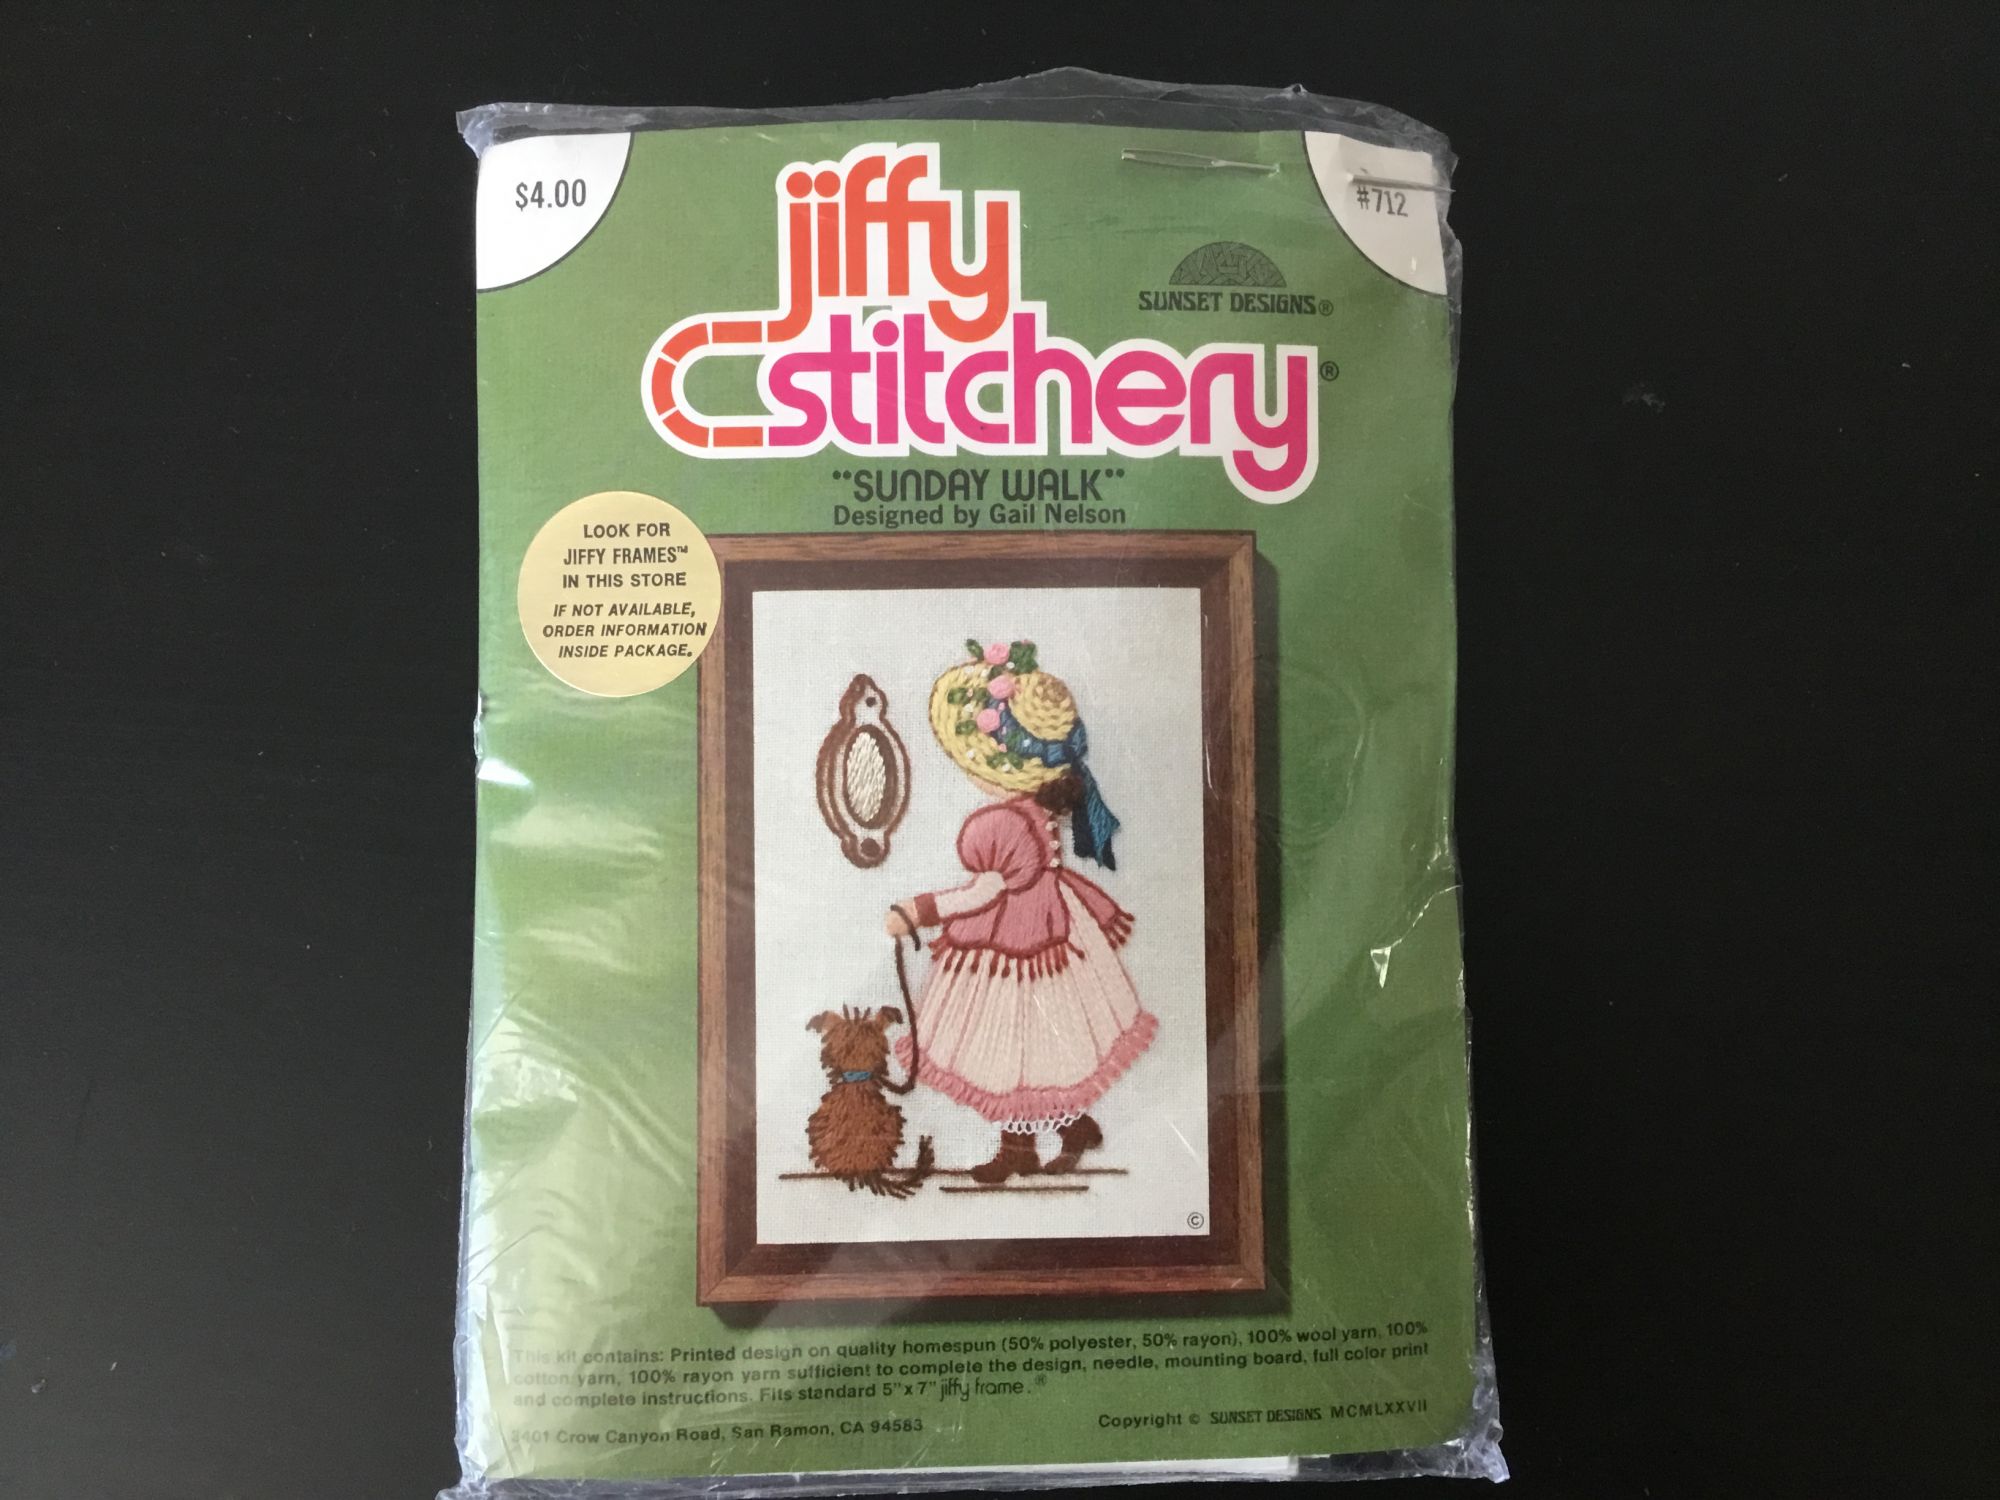 $4.00
#712
jiffy
stitchery®
SUNSET DESIGNS®
"SUNDAY WALK"
Designed by Gail Nelson
LOOK FOR
JIFFY FRAMES™
IN THIS STORE
IF NOT AVAILABLE,
ORDER INFORMATION
INSIDE PACKAGE.
©
This kit contains: Printed design on quality homespun (50% polyester, 50% rayon), 100% wool yarn, 100%
cotton yarn, 100% rayon yarn sufficient to complete the design, needle, mounting board, full color print
and complete instructions. Fits standard 5" x 7" jiffy frame.®
3401 Crow Canyon Road, San Ramon, CA 94583
Copyright © SUNSET DESIGNS MCMLXXVII